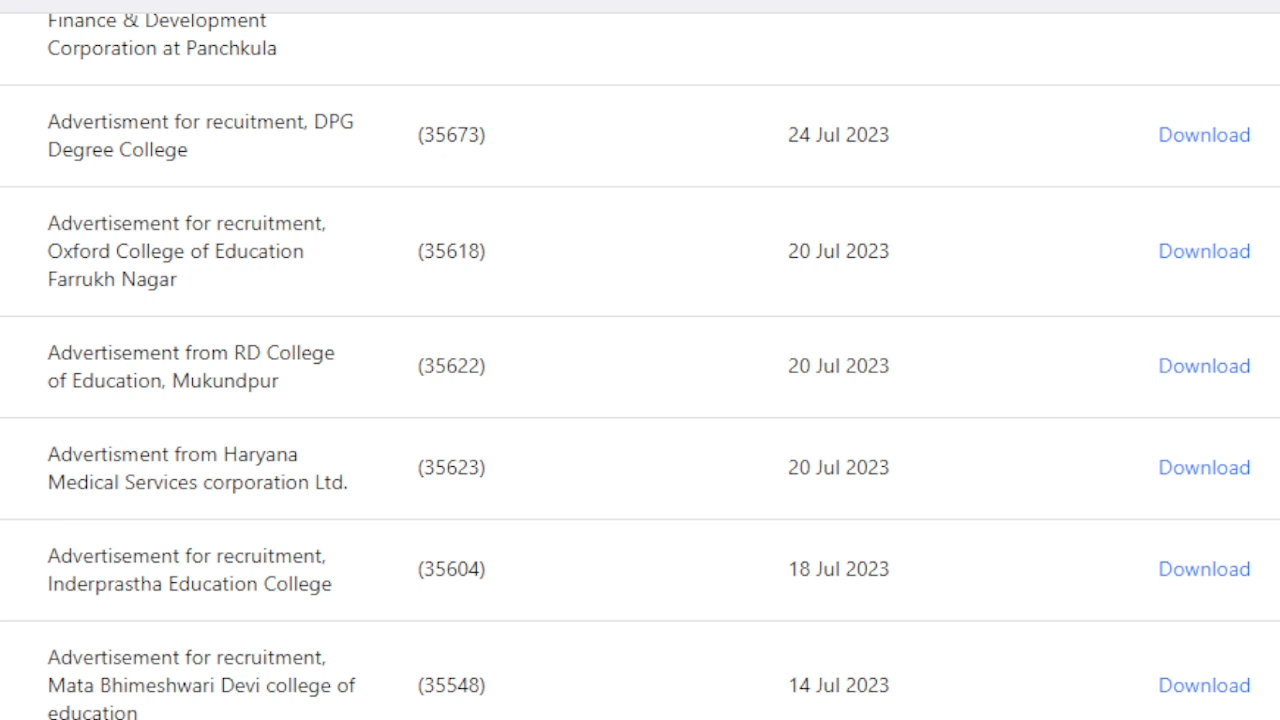 Finance & Development
Corporation at Panchkula
Advertisment for recuitment, DPG
Degree College
(35673)
24 Jul 2023
Download
Advertisement for recruitment,
Oxford College of Education
Farrukh Nagar
(35618)
20 Jul 2023
Download
Advertisement from RD College
of Education, Mukundpur
(35622)
20 Jul 2023
Download
Advertisment from Haryana
Medical Services corporation Ltd.
(35623)
20 Jul 2023
Download
Advertisement for recruitment,
Inderprastha Education College
(35604)
18 Jul 2023
Download
Advertisement for recruitment,
Mata Bhimeshwari Devi college of
education
(35548)
14 Jul 2023
Download